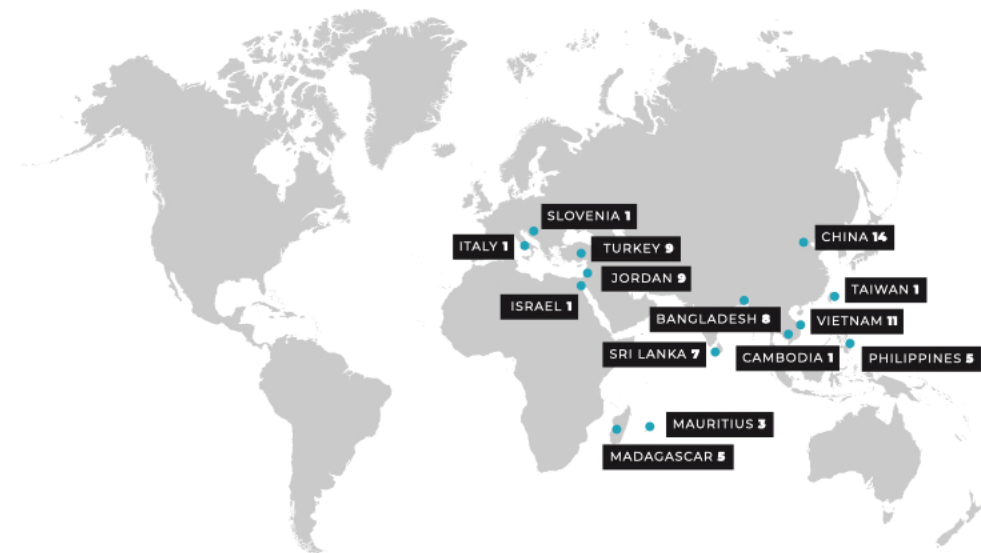 SLOVENIA 1
ITALY 1
TURKEY 9
CHINA 14
JORDAN 9
ISRAEL 1
TAIWAN 1
BANGLADESH 8
VIETNAM 11
SRI LANKA 7
CAMBODIA 1
PHILIPPINES 5
MAURITIUS 3
MADAGASCAR 5